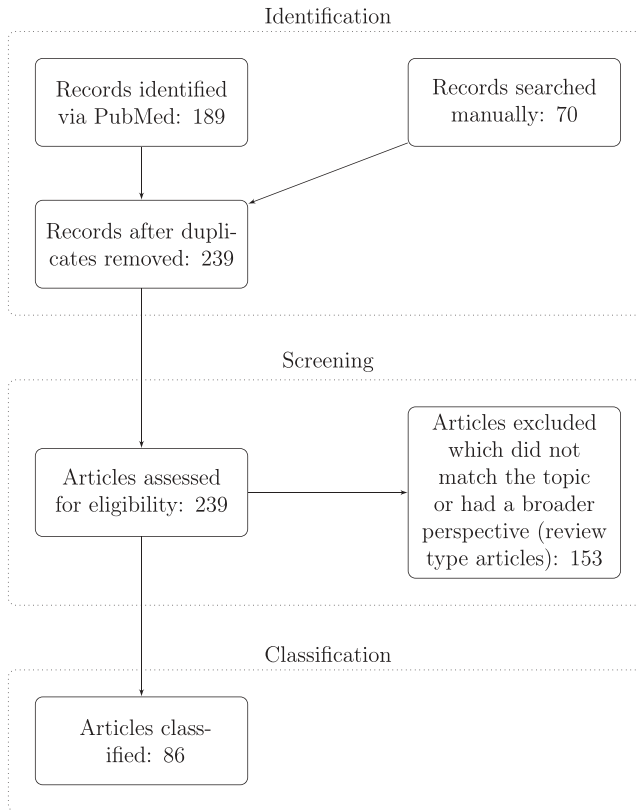 Identification
Records identified
via PubMed: 189
Records searched
manually: 70
Records after dupli-
cates removed: 239
Screening
Articles assessed
for eligibility: 239
Articles excluded
which did not
match the topic
or had a broader
perspective (review
type articles): 153
Classification
Articles class-
ified: 86